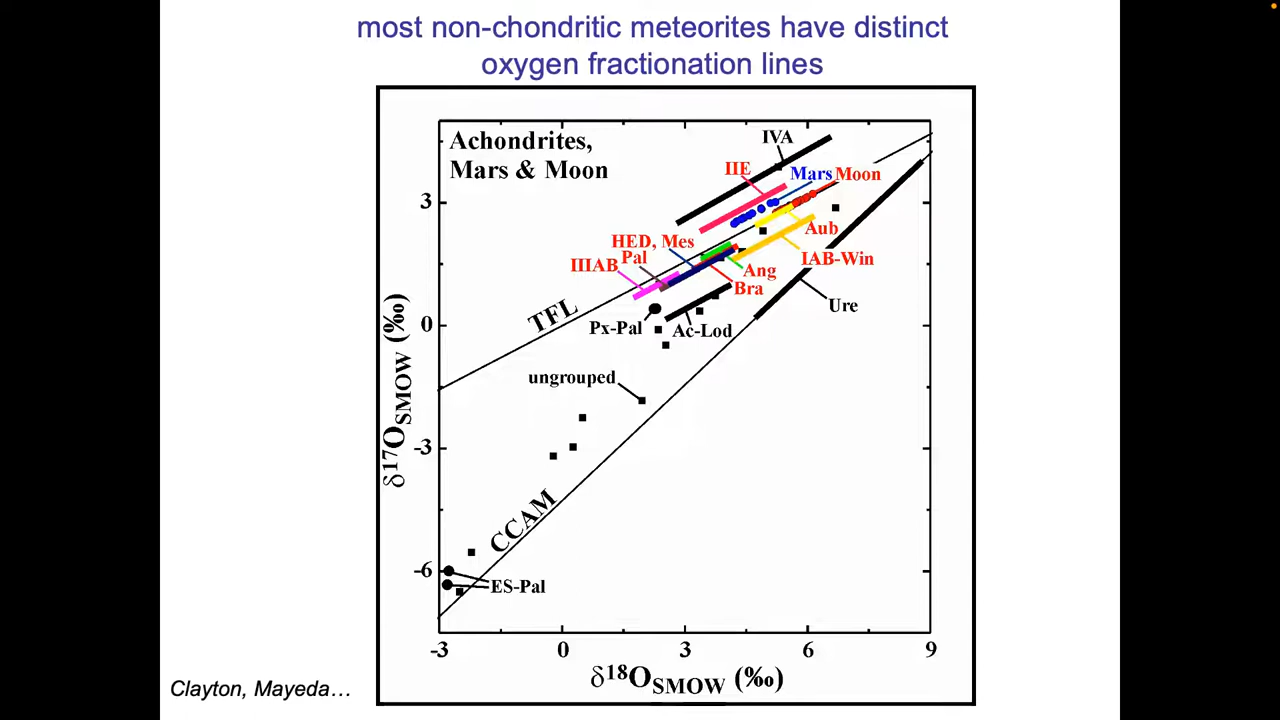 most non-chondritic meteorites have distinct
oxygen fractionation lines
Achondrites,
Mars & Moon
IVA
IIE
Mars
Moon
HED, Mes
Pal
IIIAB
Aub
IAB-Win
Ang
Bra
Ure
TFL
Px-Pal
Ac-Lod
ungrouped
CCAM
ES-Pal
3
0
-3
-6
δ17OSMOW (‰)
-3 0 3 6 9
δ18OSMOW (‰)
Clayton, Mayeda…